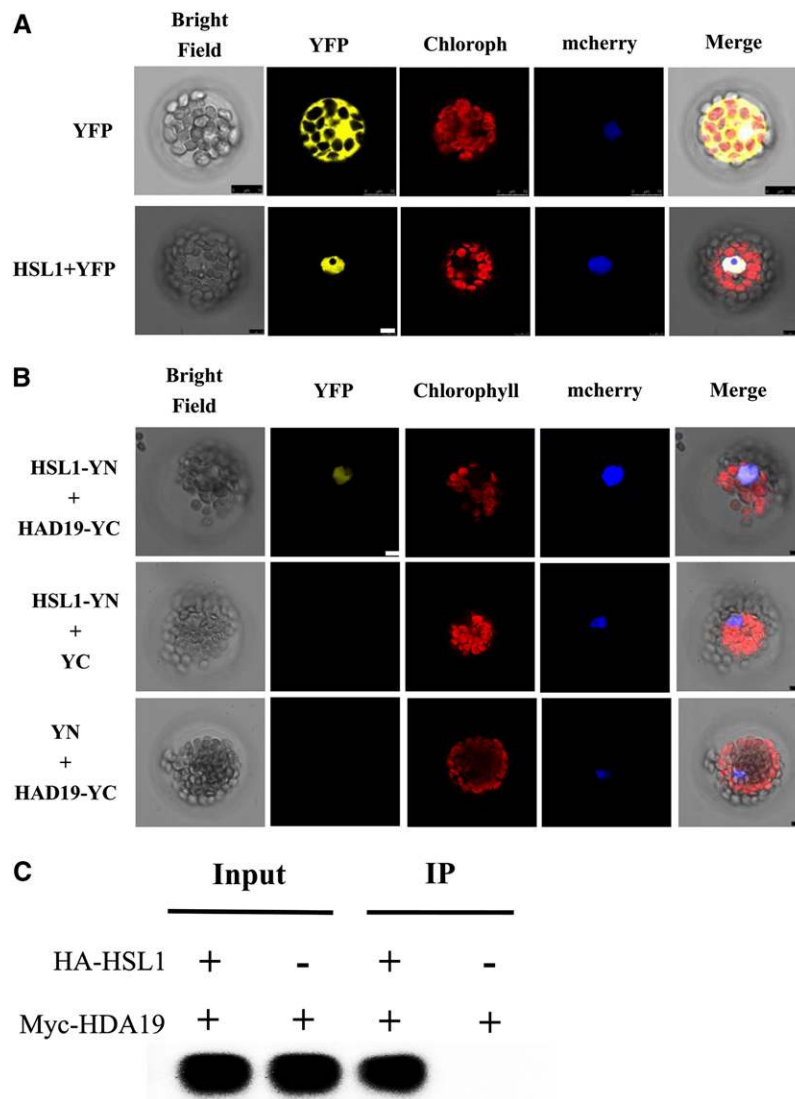 A
Bright Field
YFP
Chloroph
mcherry
Merge
YFP
HSL1+YFP
B
Bright Field
YFP
Chlorophyll
mcherry
Merge
HSL1-YN
+
HAD19-YC
HSL1-YN
+
YC
YN
+
HAD19-YC
C
Input
IP
HA-HSL1 + - + -
Myc-HDA19 + + + +